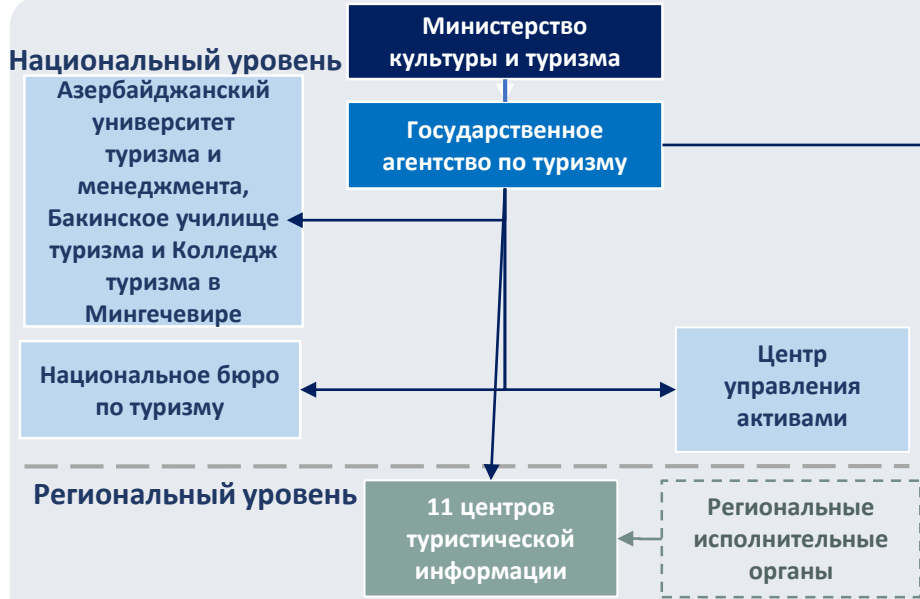 Министерство
культуры и туризма
Национальный уровень
Азербайджанский
университет
туризма и
менеджмента,
Бакинское училище
туризма и Колледж
туризма в
Мингечевире
Государственное
агентство по туризму
Национальное бюро
по туризму
Центр
управления
активами
Региональный уровень
11 центров
туристической
информации
Региональные
исполнительные
органы